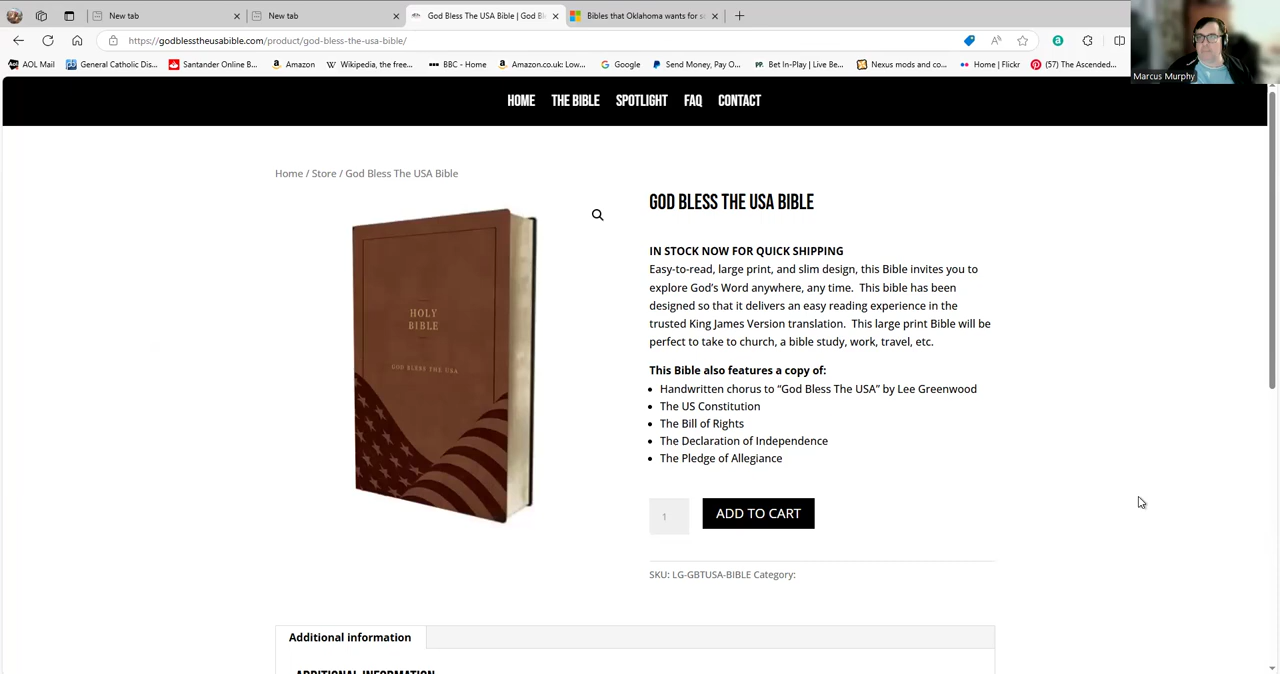 New tab
New tab
God Bless The USA Bible | God Bl
Bibles that Oklahoma wants for s
https://godblesstheusabible.com/product/god-bless-the-usa-bible/
AOL Mail
General Catholic Dis...
Santander Online B...
Amazon
Wikipedia, the free...
BBC - Home
Amazon.co.uk: Low...
Google
Send Money, Pay O...
Bet In-Play | Live Be...
Nexus mods and co...
Home | Flickr
(57) The Ascended...
Marcus Murphy
HOME THE BIBLE SPOTLIGHT FAQ CONTACT
Home / Store / God Bless The USA Bible
HOLY
BIBLE
GOD BLESS THE USA
GOD BLESS THE USA BIBLE
IN STOCK NOW FOR QUICK SHIPPING
Easy-to-read, large print, and slim design, this Bible invites you to
explore God’s Word anywhere, any time. This bible has been
designed so that it delivers an easy reading experience in the
trusted King James Version translation. This large print Bible will be
perfect to take to church, a bible study, work, travel, etc.
This Bible also features a copy of:
Handwritten chorus to “God Bless The USA” by Lee Greenwood
The US Constitution
The Bill of Rights
The Declaration of Independence
The Pledge of Allegiance
1
ADD TO CART
SKU: LG-GBTUSA-BIBLE Category:
Additional information
ADDITIONAL INFORMATION